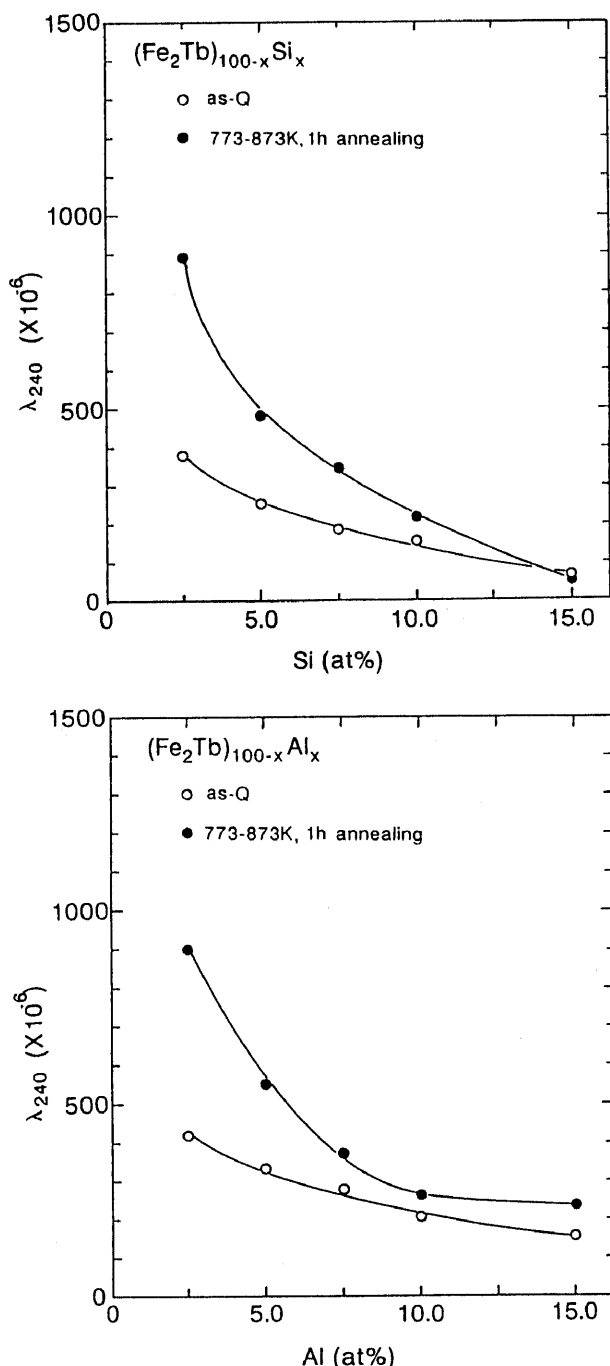 1500
(Fe2Tb)100-xSix
as-Q
773-873K, 1h annealing
1000
λ240 (X10-6)
500
0
0 5.0 10.0 15.0
Si (at%)
1500
(Fe2Tb)100-xAlx
as-Q
773-873K, 1h annealing
1000
λ240 (X10-6)
500
0
0 5.0 10.0 15.0
Al (at%)